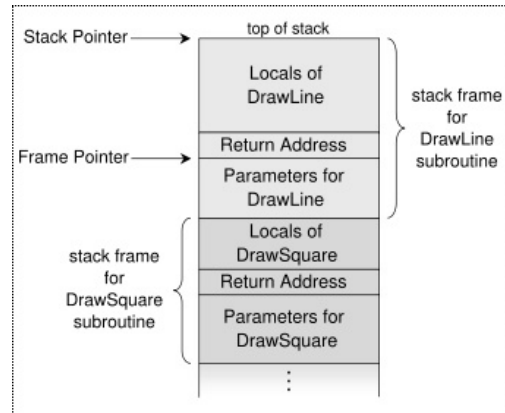 Stack Pointer
top of stack
Locals of
DrawLine
stack frame
for
DrawLine
subroutine
Return Address
Frame Pointer
Parameters for
DrawLine
stack frame
for
DrawSquare
subroutine
Locals of
DrawSquare
Return Address
Parameters for
DrawSquare
⋮